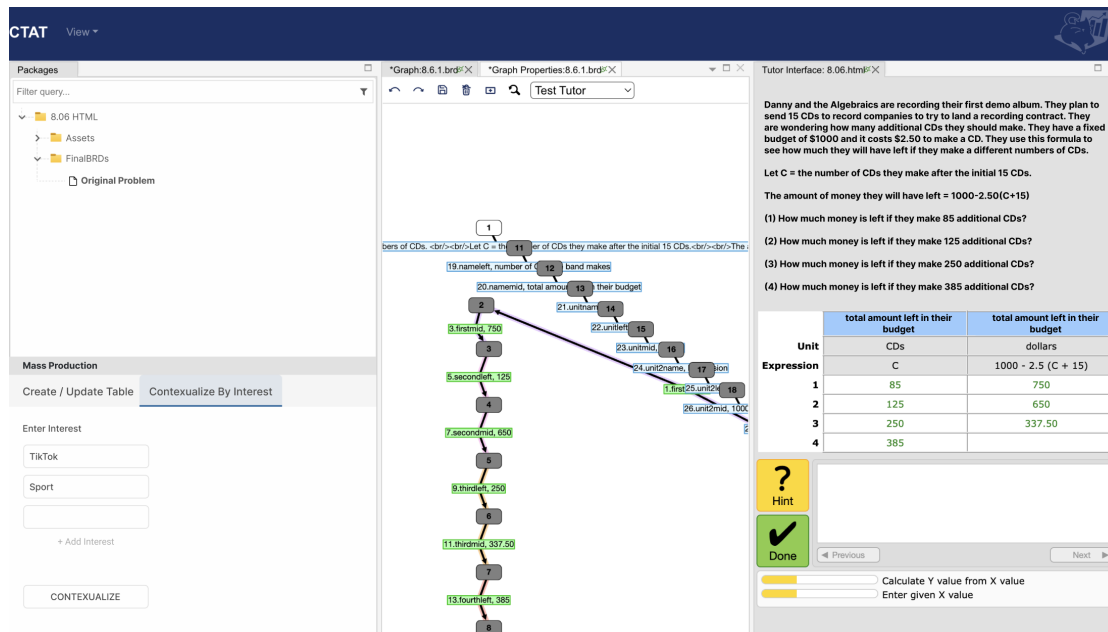 CTAT View
Packages
Filter query...
8.06 HTML
Assets
FinalBRDs
Original Problem
Mass Production
Create / Update Table Contexualize By Interest
Enter Interest
TikTok
Sport
+ Add Interest
CONTEXUALIZE
*Graph:8.6.1.brd *Graph Properties:8.6.1.brd
Test Tutor
1
bers of CDs. <br/><br/>Let C = th 11 er of CDs they make after the initial 15 CDs.<br/><br/>The
19.nameleft, number of 12 band makes
20.namemid, total amou 13 their budget
2 21.unitnam 14
3.firstmid, 750 22.unitleft 15
3 23.unitmid, 16
5.secondleft, 125 24.unit2name, 17 sion
4 1.first 25.unit2le 18
26.unit2mid, 1000
7.secondmid, 650
5
9.thirdleft, 250
6
11.thirdmid, 337.50
7
13.fourthleft, 385
8
Tutor Interface: 8.06.html
Danny and the Algebraics are recording their first demo album. They plan to
send 15 CDs to record companies to try to land a recording contract. They
are wondering how many additional CDs they should make. They have a fixed
budget of $1000 and it costs $2.50 to make a CD. They use this formula to
see how much they will have left if they make a different numbers of CDs.
Let C = the number of CDs they make after the initial 15 CDs.
The amount of money they will have left = 1000-2.50(C+15)
(1) How much money is left if they make 85 additional CDs?
(2) How much money is left if they make 125 additional CDs?
(3) How much money is left if they make 250 additional CDs?
(4) How much money is left if they make 385 additional CDs?
total amount left in their budget total amount left in their budget
Unit CDs dollars
Expression C 1000 - 2.5 (C + 15)
1 85 750
2 125 650
3 250 337.50
4 385
?
Hint
Done
Previous Next
Calculate Y value from X value
Enter given X value